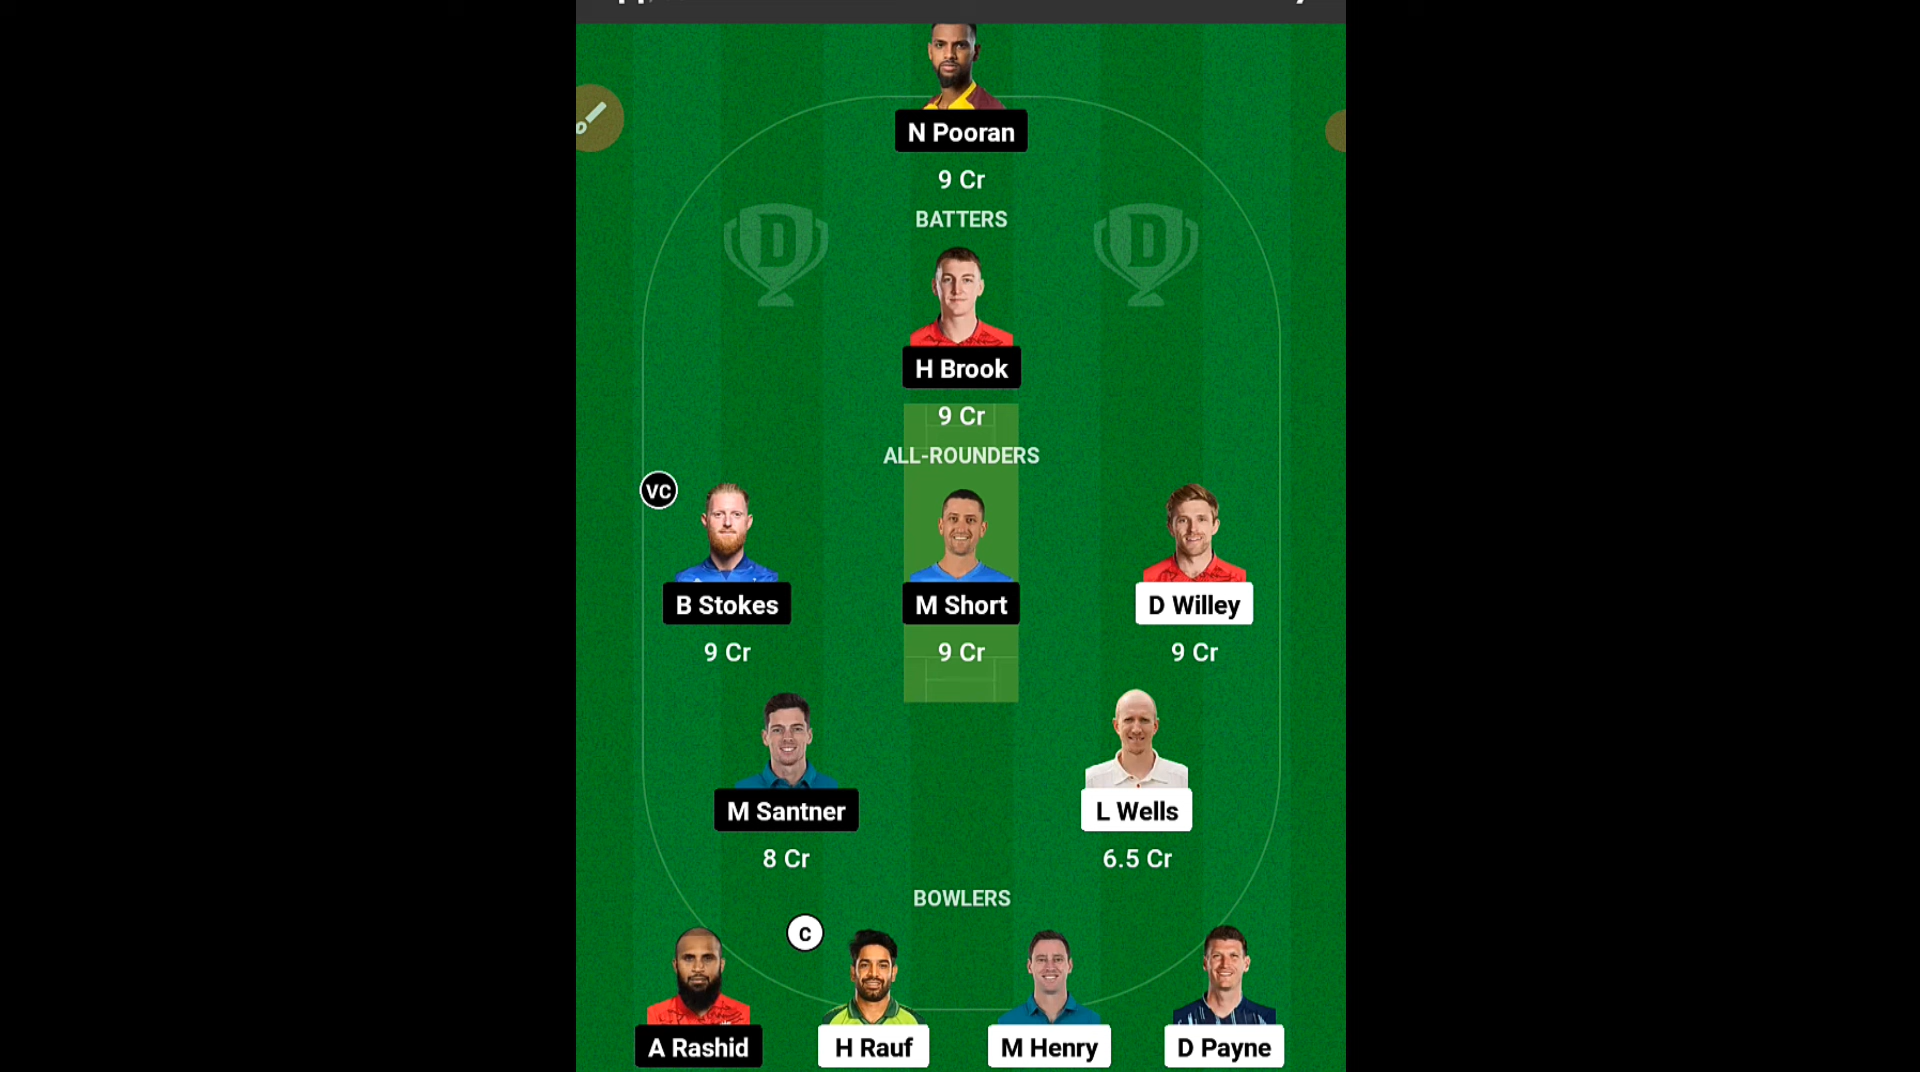 N Pooran
9 Cr
BATTERS
D D
H Brook
9 Cr
ALL-ROUNDERS
VC
B Stokes M Short D Willey
9 Cr 9 Cr 9 Cr
M Santner L Wells
8 Cr 6.5 Cr
BOWLERS
C
A Rashid H Rauf M Henry D Payne